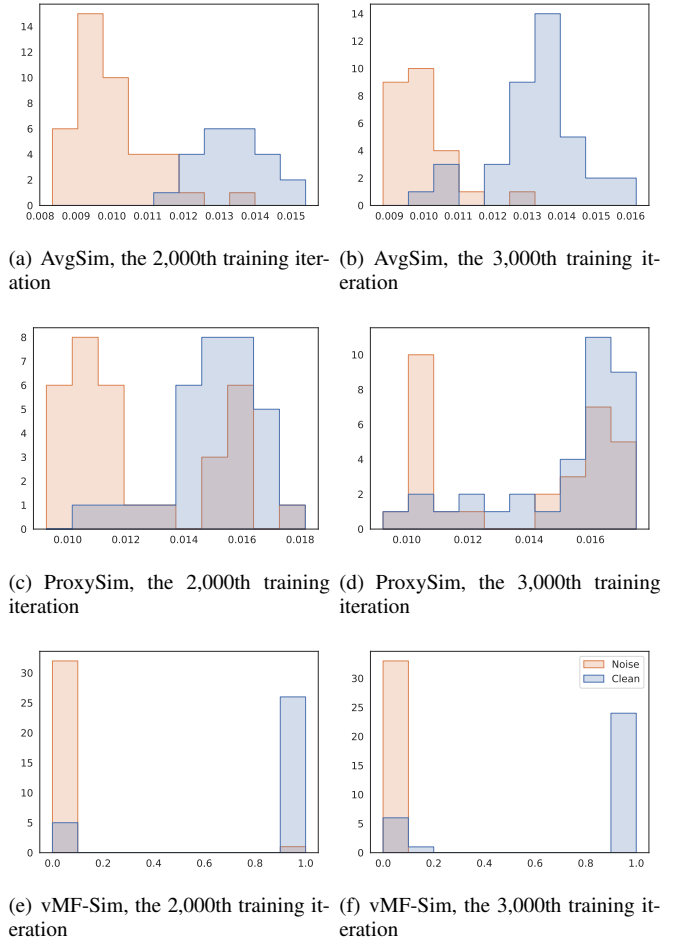 14
12
10
8
6
4
2
0
0.008 0.009 0.010 0.011 0.012 0.013 0.014 0.015
14
12
10
8
6
4
2
0
0.009 0.010 0.011 0.012 0.013 0.014 0.015 0.016
(a) AvgSim, the 2,000th training iter-
ation
(b) AvgSim, the 3,000th training it-
eration
8
7
6
5
4
3
2
1
0
0.010 0.012 0.014 0.016 0.018
10
8
6
4
2
0
0.010 0.012 0.014 0.016
(c) ProxySim, the 2,000th training
iteration
(d) ProxySim, the 3,000th training
iteration
30
25
20
15
10
5
0
0.0 0.2 0.4 0.6 0.8 1.0
Noise
Clean
30
25
20
15
10
5
0
0.0 0.2 0.4 0.6 0.8 1.0
(e) vMF-Sim, the 2,000th training it-
eration
(f) vMF-Sim, the 3,000th training it-
eration